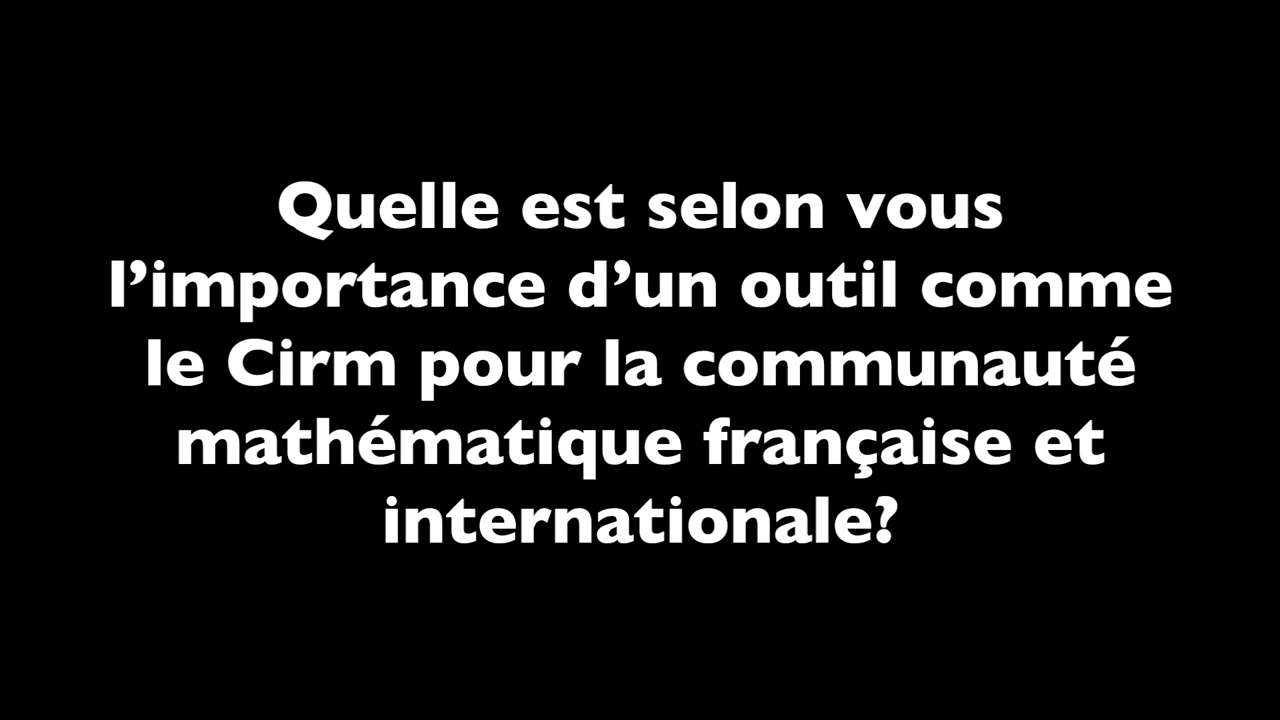 Quelle est selon vous
l’importance d’un outil comme
le Cirm pour la communauté
mathématique française et
internationale?